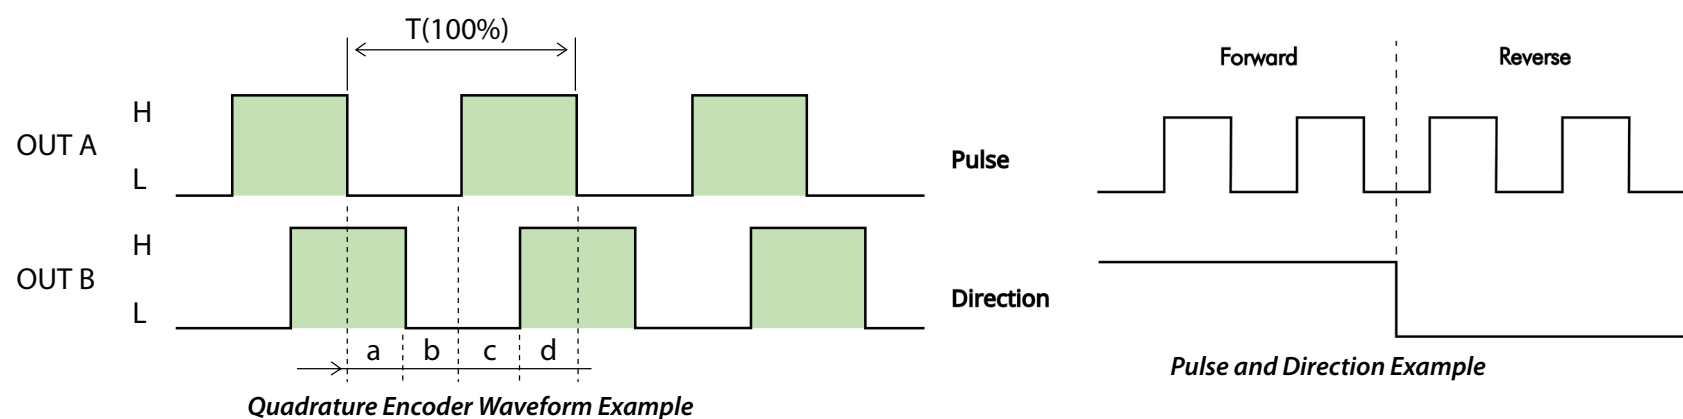 T(100%)
OUT A
H
L
OUT B
H
L
a b c d
Quadrature Encoder Waveform Example
Forward Reverse
Pulse
Direction
Pulse and Direction Example